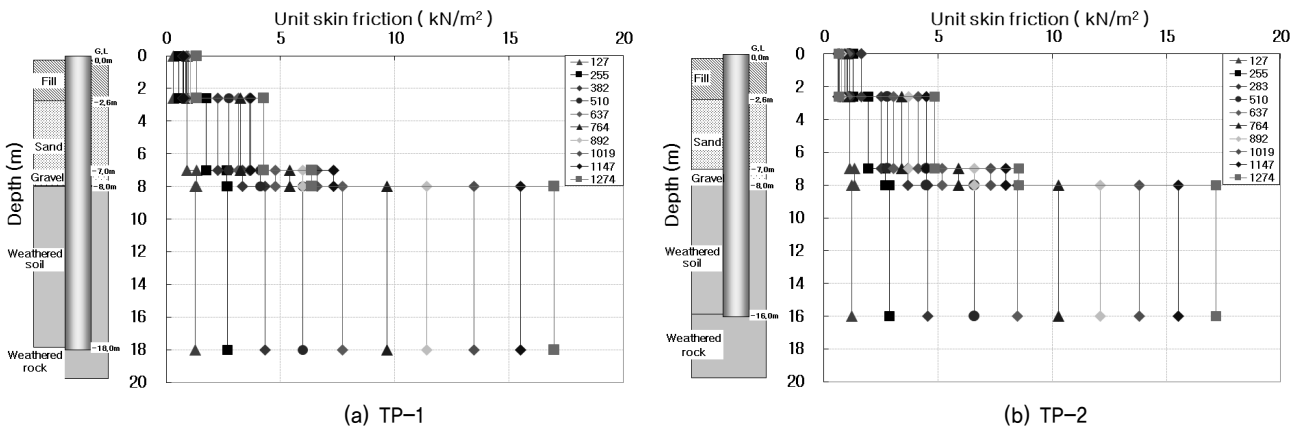 Unit skin friction ( kN/m²)
0 5 10 15 20
Depth (m)
0
2
4
6
8
10
12
14
16
18
20
G.L
0,0m
Fill
-2,6m
Sand
-7,0m
Gravel
-8,0m
Weathered
soil
-18,0m
Weathered
rock
127
255
382
510
637
764
892
1019
1147
1274
(a) TP-1
Unit skin friction ( kN/m²)
0 5 10 15 20
Depth (m)
0
2
4
6
8
10
12
14
16
18
20
G.L
0,0m
Fill
-2,6m
Sand
-7,0m
Gravel
-8,0m
Weathered
soil
-16,0m
Weathered
rock
127
255
283
510
637
764
892
1019
1147
1274
(b) TP-2